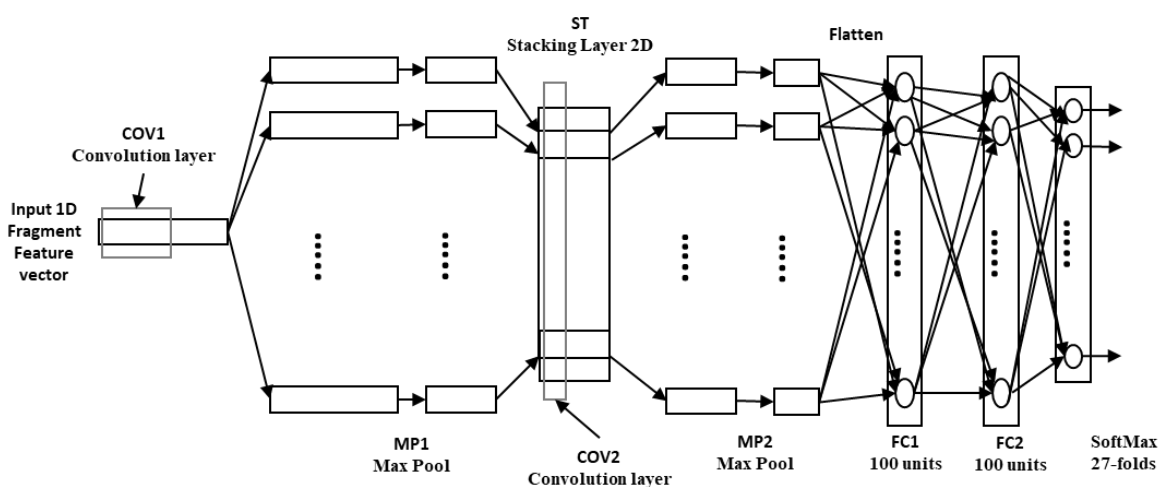 ST
Stacking Layer 2D
Flatten
COV1
Convolution layer
Input 1D
Fragment
Feature
vector
MP1
Max Pool
COV2
Convolution layer
MP2
Max Pool
FC1
100 units
FC2
100 units
SoftMax
27-folds